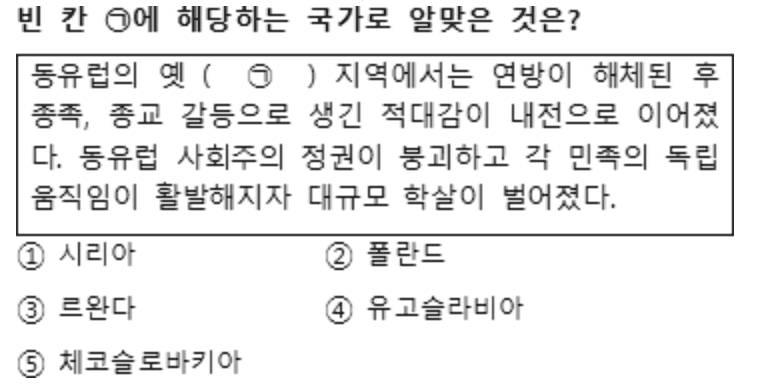 빈 칸 ㉠에 해당하는 국가로 알맞은 것은?
동유럽의 옛 ( ㉠ ) 지역에서는 연방이 해체된 후
종족, 종교 갈등으로 생긴 적대감이 내전으로 이어졌
다. 동유럽 사회주의 정권이 붕괴하고 각 민족의 독립
움직임이 활발해지자 대규모 학살이 벌어졌다.
① 시리아 ② 폴란드
③ 르완다 ④ 유고슬라비아
⑤ 체코슬로바키아